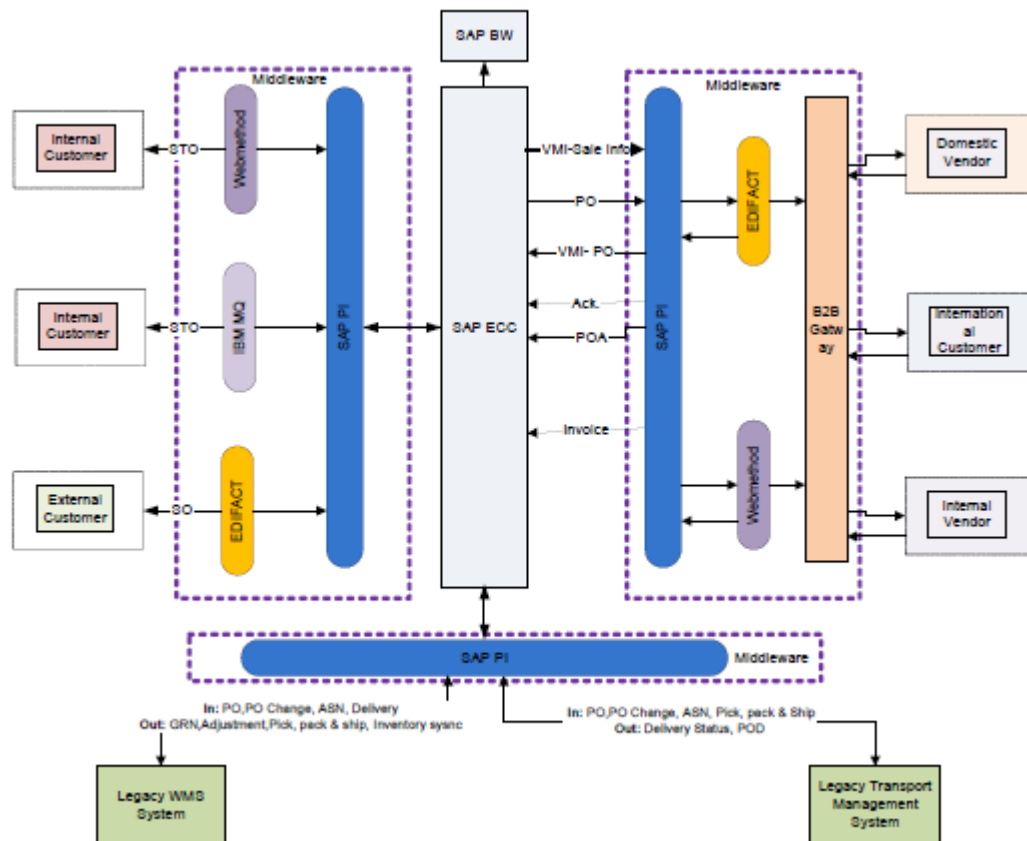 SAP BW
Middleware
Middleware
Internal
Customer
STO
Webmethod
VMI-Sale Info
Domestic
Vendor
PO
EDIFACT
VMI- PO
Internal
Customer
STO
IBM MQ
SAP PI
SAP ECC
Ack.
POA
SAP PI
B2B
Gatw
ay
Internation
al
Customer
Invoice
External
Customer
SO
EDIFACT
Webmethod
Internal
Vendor
SAP PI
Middleware
In: PO,PO Change, ASN, Delivery
Out: GRN,Adjustment,Pick, pack & ship, Inventory sysnc
In: PO,PO Change, ASN, Pick, pack & Ship
Out: Delivery Status, POD
Legacy WMS
System
Legacy Transport
Management
System